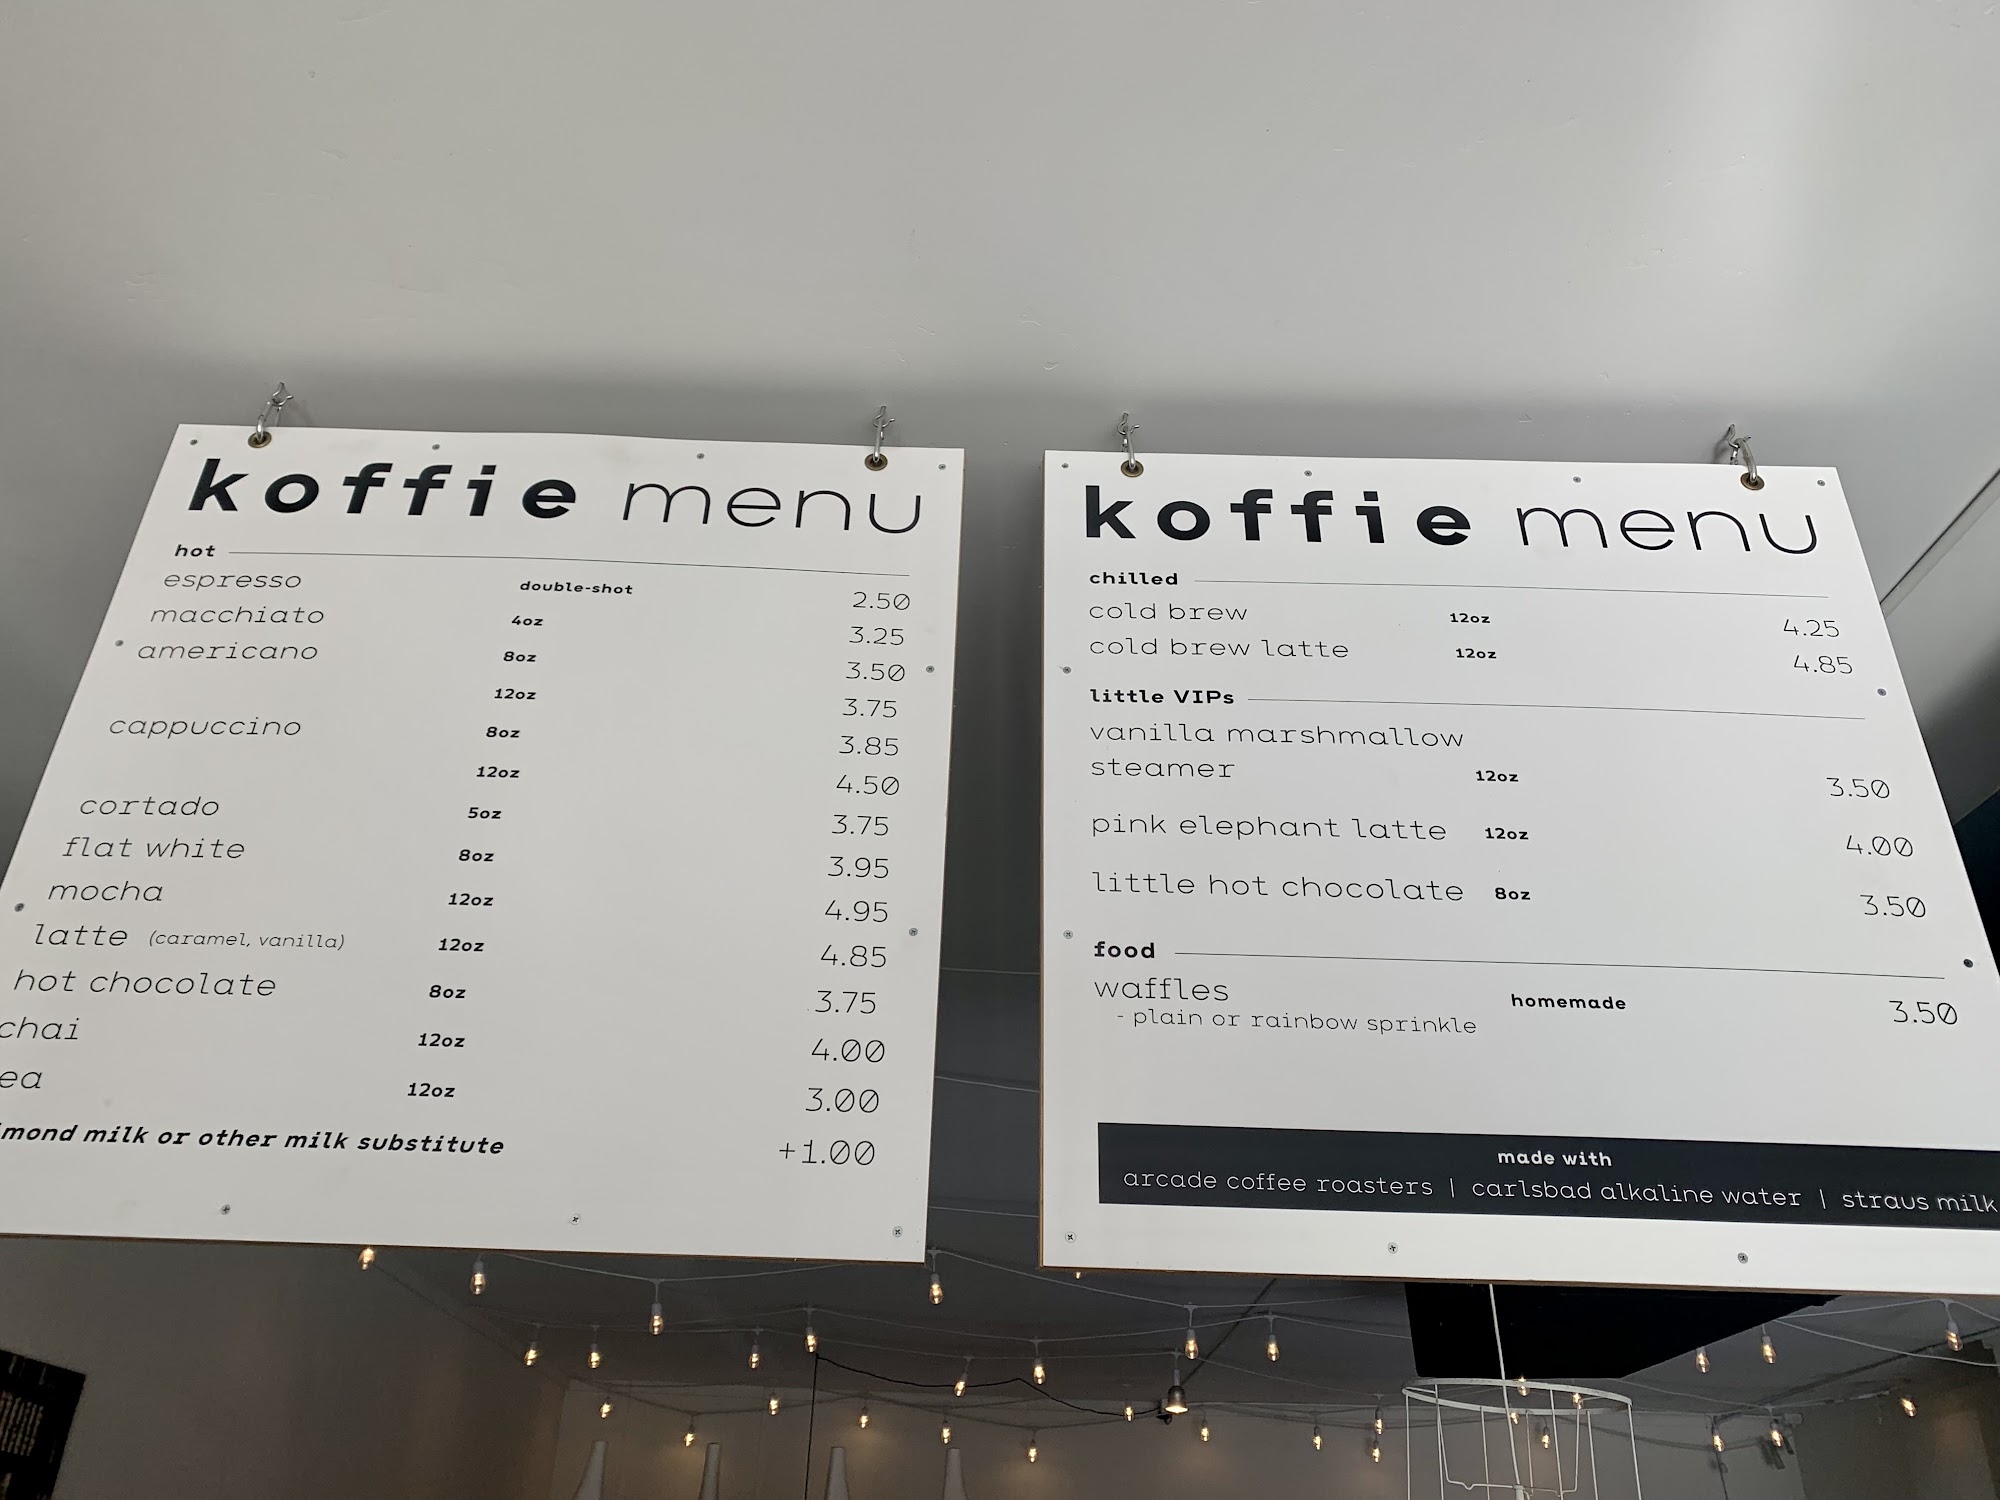 koffie menu
hot
espresso double-shot 2.50
macchiato 4oz 3.25
americano 8oz 3.50
12oz 3.75
cappuccino 8oz 3.85
12oz 4.50
cortado 5oz 3.75
flat white 8oz 3.95
mocha 12oz 4.95
latte (caramel, vanilla) 12oz 4.85
hot chocolate 8oz 3.75
chai 12oz 4.00
ea 12oz 3.00
mond milk or other milk substitute +1.00
koffie menu
chilled
cold brew 12oz 4.25
cold brew latte 12oz 4.85
little VIPs
vanilla marshmallow
steamer 12oz 3.50
pink elephant latte 12oz 4.00
little hot chocolate 8oz 3.50
food
waffles homemade 3.50
- plain or rainbow sprinkle
made with
arcade coffee roasters | carlsbad alkaline water | straus milk